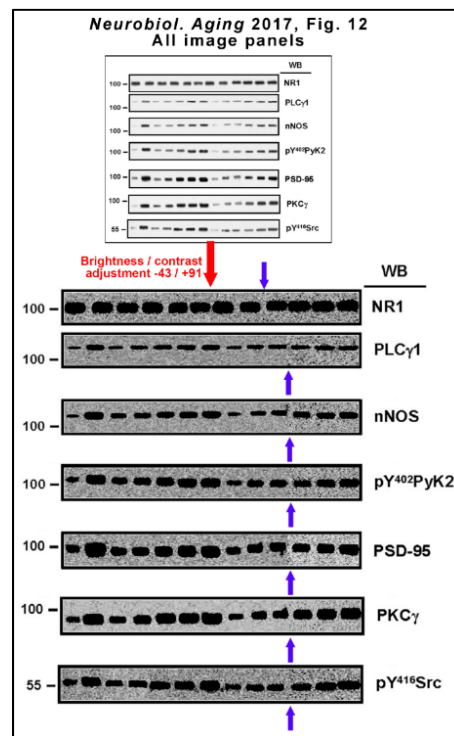 Neurobiol. Aging 2017, Fig. 12
All image panels
WB
100 NR1
100 PLCγ1
100 nNOS
100 pY402PyK2
100 PSD-95
100 PKCγ
55 pY416Src
Brightness / contrast
adjustment -43 / +91
WB
100 NR1
100 PLCγ1
100 nNOS
100 pY402PyK2
100 PSD-95
100 PKCγ
55 pY416Src